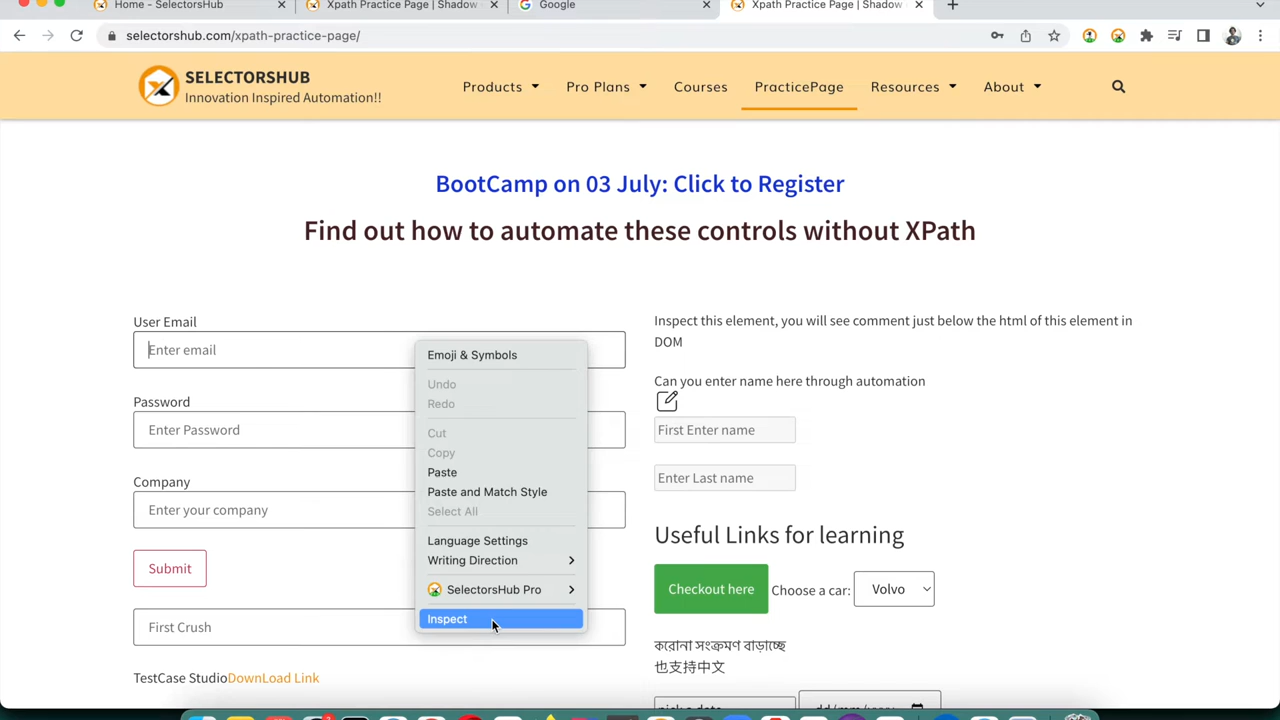 Home - SelectorsHub
Xpath Practice Page | Shadow
Google
Xpath Practice Page | Shadow
selectorshub.com/xpath-practice-page/
SELECTORSHUB
Innovation Inspired Automation!!
Products
Pro Plans
Courses
PracticePage
Resources
About
BootCamp on 03 July: Click to Register
Find out how to automate these controls without XPath
User Email
Enter email
Password
Enter Password
Company
Enter your company
Submit
First Crush
TestCase StudioDownLoad Link
Emoji & Symbols
Undo
Redo
Cut
Copy
Paste
Paste and Match Style
Select All
Language Settings
Writing Direction
SelectorsHub Pro
Inspect
Inspect this element, you will see comment just below the html of this element in
DOM
Can you enter name here through automation
First Enter name
Enter Last name
Useful Links for learning
Checkout here
Choose a car:
Volvo
করোনা সংক্রমণ বাড়াচ্ছে
也支持中文
pick a date
dd/mm/yyyy